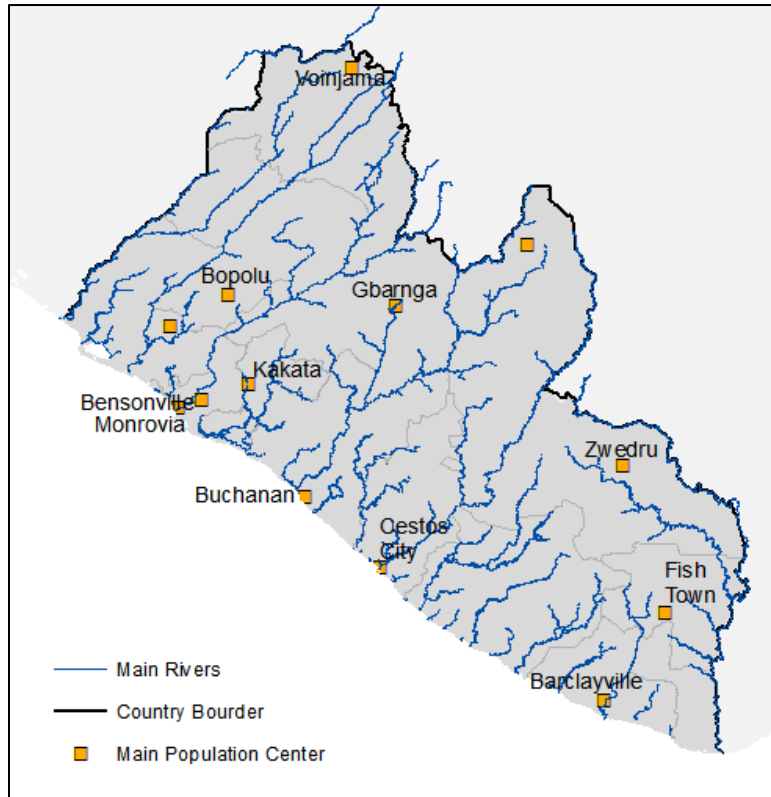 Voinjama
Bopolu
Gbarnga
Kakata
Bensonville
Monrovia
Zwedru
Buchanan
Cestos
City
Fish
Town
Barclayville
Main Rivers
Country Bourder
Main Population Center